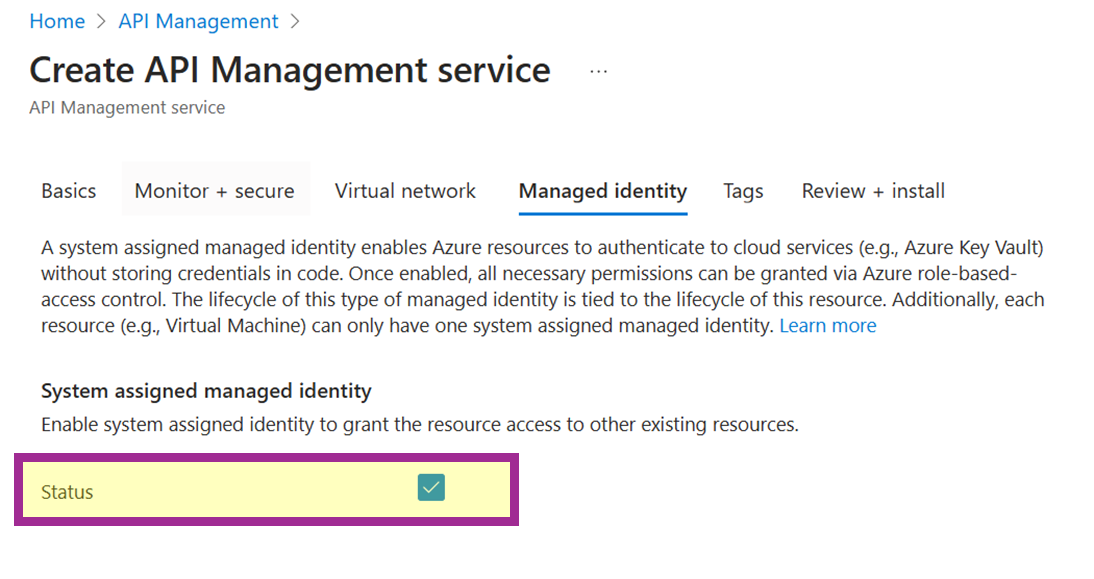 Home > API Management >
Create API Management service ...
API Management service
Basics Monitor + secure Virtual network Managed identity Tags Review + install
A system assigned managed identity enables Azure resources to authenticate to cloud services (e.g., Azure Key Vault)
without storing credentials in code. Once enabled, all necessary permissions can be granted via Azure role-based-
access control. The lifecycle of this type of managed identity is tied to the lifecycle of this resource. Additionally, each
resource (e.g., Virtual Machine) can only have one system assigned managed identity. Learn more
System assigned managed identity
Enable system assigned identity to grant the resource access to other existing resources.
Status